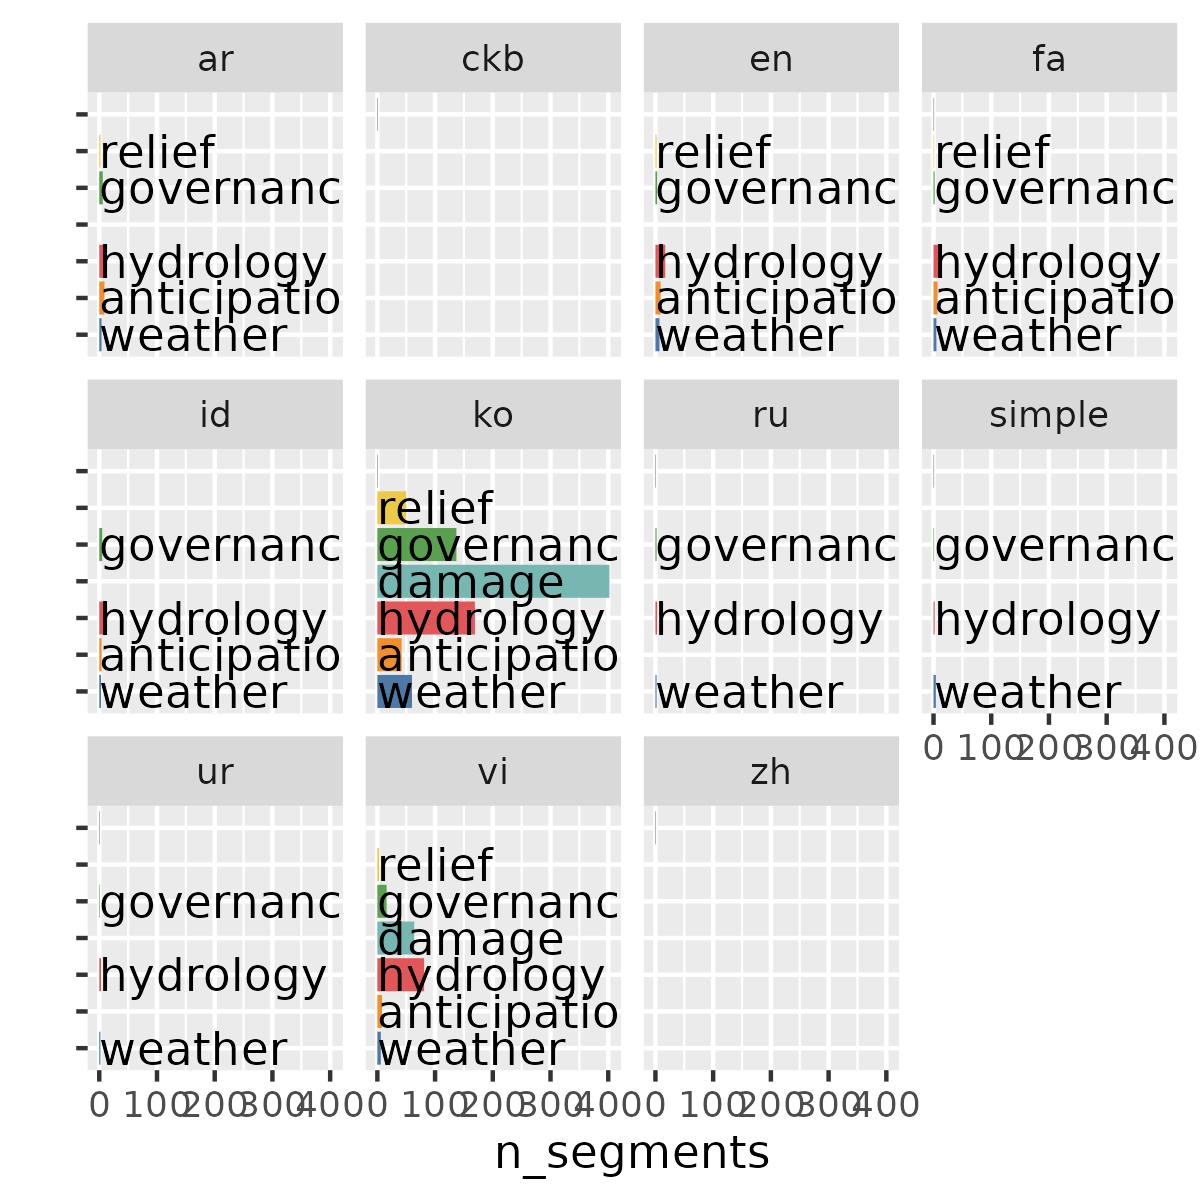 ar ckb en fa
relief relief relief
governanc governanc governanc
hydrology hydrology hydrology
anticipatio anticipatio anticipatio
weather weather weather
id ko ru simple
relief
governanc governanc governanc governanc
damage
hydrology hydrology hydrology hydrology
anticipatio anticipatio
weather weather weather weather
0 100 200 300 400
ur vi zh
relief
governanc governanc
damage
hydrology hydrology
anticipatio
weather weather
0 100 200 300 400 0 100 200 300 400 0 100 200 300 400
n_segments